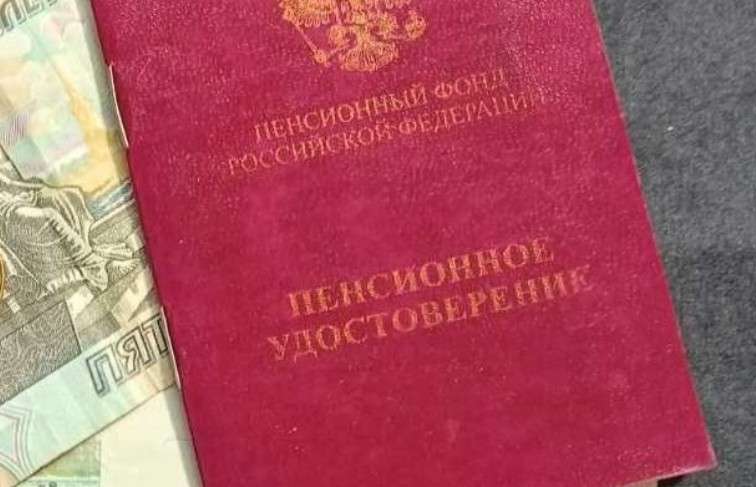 ПЕНСИОННЫЙ ФОНД
РОССИЙСКОЙ ФЕДЕРАЦИИ
ПЕНСИОННОЕ
УДОСТОВЕРЕНИЕ